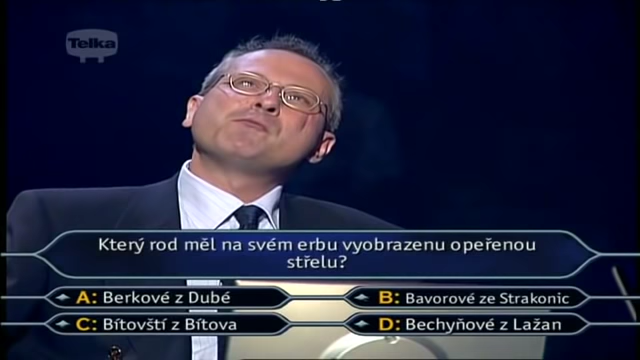 Telka
Který rod měl na svém erbu vyobrazenu opeřenou
střelu?
A: Berkové z Dubé
B: Bavorové ze Strakonic
C: Bítovští z Bítova
D: Bechyňové z Lažan